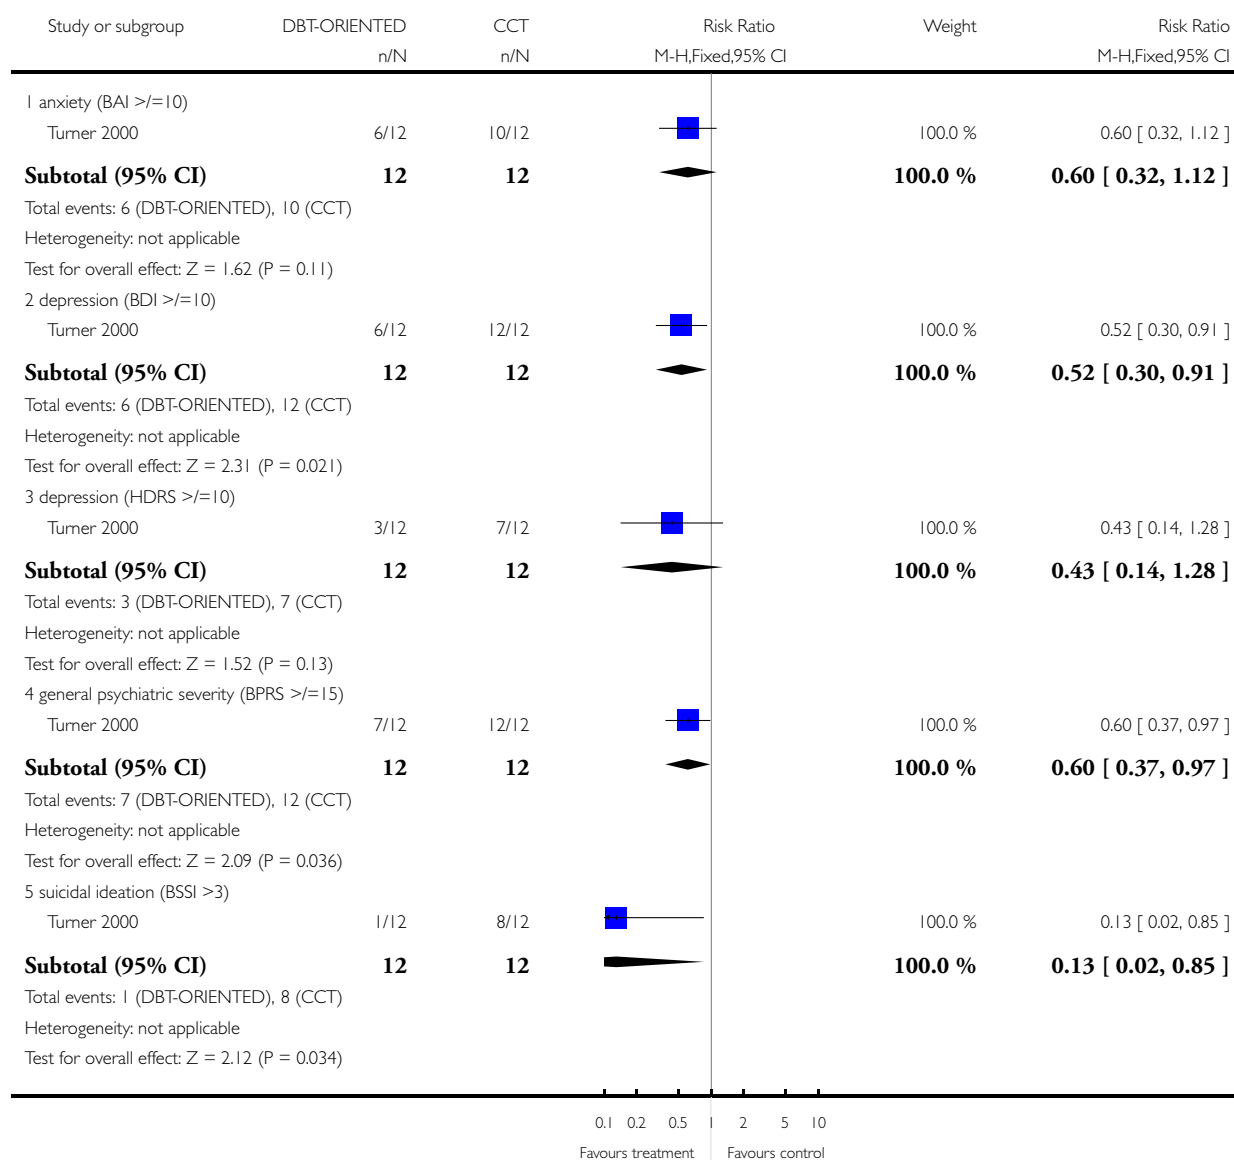 Study or subgroup DBT-ORIENTED CCT Risk Ratio Weight Risk Ratio
n/N n/N M-H,Fixed,95% CI M-H,Fixed,95% CI
1 anxiety (BAI >/=10)
Turner 2000 6/12 10/12 100.0 % 0.60 [ 0.32, 1.12 ]
Subtotal (95% CI) 12 12 100.0 % 0.60 [ 0.32, 1.12 ]
Total events: 6 (DBT-ORIENTED), 10 (CCT)
Heterogeneity: not applicable
Test for overall effect: Z = 1.62 (P = 0.11)
2 depression (BDI >/=10)
Turner 2000 6/12 12/12 100.0 % 0.52 [ 0.30, 0.91 ]
Subtotal (95% CI) 12 12 100.0 % 0.52 [ 0.30, 0.91 ]
Total events: 6 (DBT-ORIENTED), 12 (CCT)
Heterogeneity: not applicable
Test for overall effect: Z = 2.31 (P = 0.021)
3 depression (HDRS >/=10)
Turner 2000 3/12 7/12 100.0 % 0.43 [ 0.14, 1.28 ]
Subtotal (95% CI) 12 12 100.0 % 0.43 [ 0.14, 1.28 ]
Total events: 3 (DBT-ORIENTED), 7 (CCT)
Heterogeneity: not applicable
Test for overall effect: Z = 1.52 (P = 0.13)
4 general psychiatric severity (BPRS >/=15)
Turner 2000 7/12 12/12 100.0 % 0.60 [ 0.37, 0.97 ]
Subtotal (95% CI) 12 12 100.0 % 0.60 [ 0.37, 0.97 ]
Total events: 7 (DBT-ORIENTED), 12 (CCT)
Heterogeneity: not applicable
Test for overall effect: Z = 2.09 (P = 0.036)
5 suicidal ideation (BSSI >3)
Turner 2000 1/12 8/12 100.0 % 0.13 [ 0.02, 0.85 ]
Subtotal (95% CI) 12 12 100.0 % 0.13 [ 0.02, 0.85 ]
Total events: 1 (DBT-ORIENTED), 8 (CCT)
Heterogeneity: not applicable
Test for overall effect: Z = 2.12 (P = 0.034)
0.1 0.2 0.5 1 2 5 10
Favours treatment Favours control